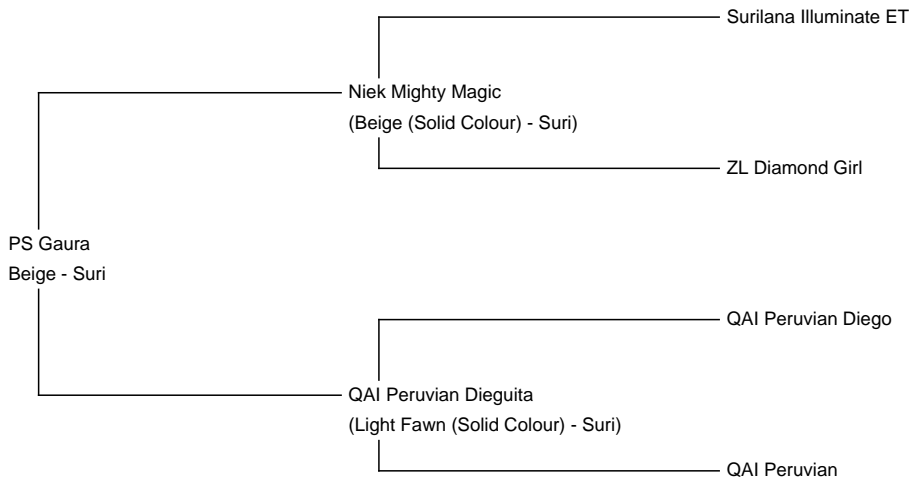 Surilana Illuminate ET
Niek Mighty Magic
(Beige (Solid Colour) - Suri)
ZL Diamond Girl
PS Gaura
Beige - Suri
QAI Peruvian Diego
QAI Peruvian Dieguita
(Light Fawn (Solid Colour) - Suri)
QAI Peruvian